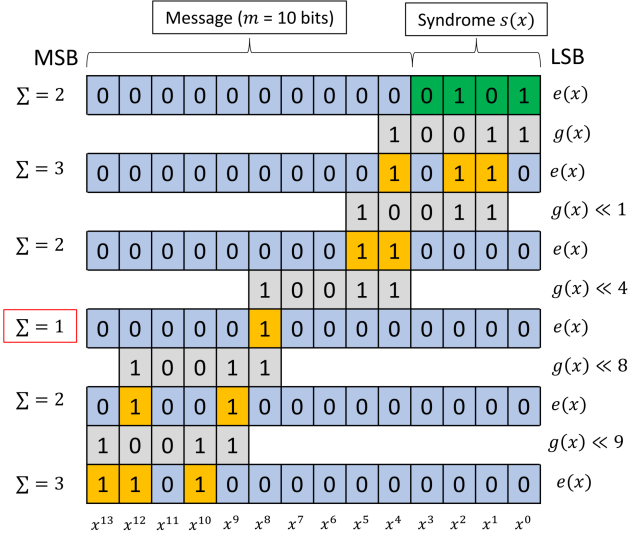 Message (m = 10 bits) Syndrome s(x)
MSB LSB
∑ = 2 0 0 0 0 0 0 0 0 0 0 0 1 0 1 e(x)
1 0 0 1 1 g(x)
∑ = 3 0 0 0 0 0 0 0 0 0 1 0 1 1 0 e(x)
1 0 0 1 1 g(x) ≪ 1
∑ = 2 0 0 0 0 0 0 0 0 1 1 0 0 0 0 e(x)
1 0 0 1 1 g(x) ≪ 4
∑ = 1 0 0 0 0 0 1 0 0 0 0 0 0 0 0 e(x)
1 0 0 1 1 g(x) ≪ 8
∑ = 2 0 1 0 0 1 0 0 0 0 0 0 0 0 0 e(x)
1 0 0 1 1 g(x) ≪ 9
∑ = 3 1 1 0 1 0 0 0 0 0 0 0 0 0 0 e(x)
x¹³ x¹² x¹¹ x¹⁰ x⁹ x⁸ x⁷ x⁶ x⁵ x⁴ x³ x² x¹ x⁰